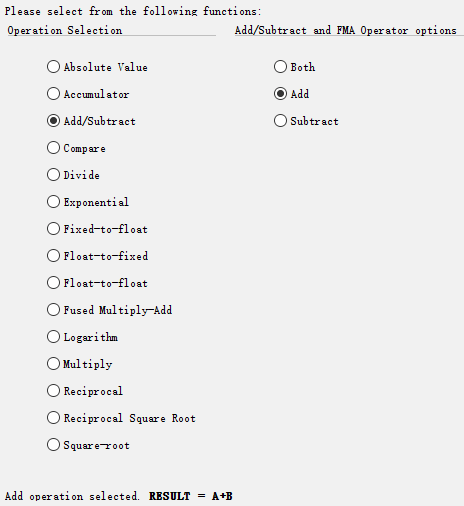 Please select from the following functions:
Operation Selection
Add/Subtract and FMA Operator options
Absolute Value
Both
Accumulator
Add
Add/Subtract
Subtract
Compare
Divide
Exponential
Fixed-to-float
Float-to-fixed
Float-to-float
Fused Multiply-Add
Logarithm
Multiply
Reciprocal
Reciprocal Square Root
Square-root
Add operation selected. RESULT = A+B